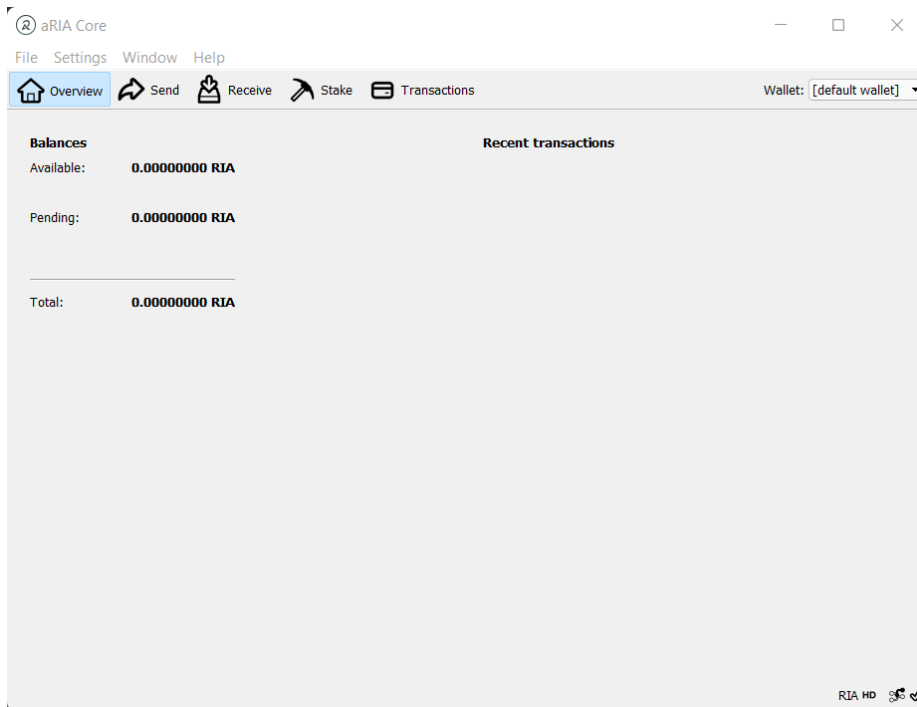 aRIA Core
File Settings Window Help
Overview Send Receive Stake Transactions Wallet: [default wallet]
Balances Recent transactions
Available: 0.00000000 RIA
Pending: 0.00000000 RIA
Total: 0.00000000 RIA
RIA HD